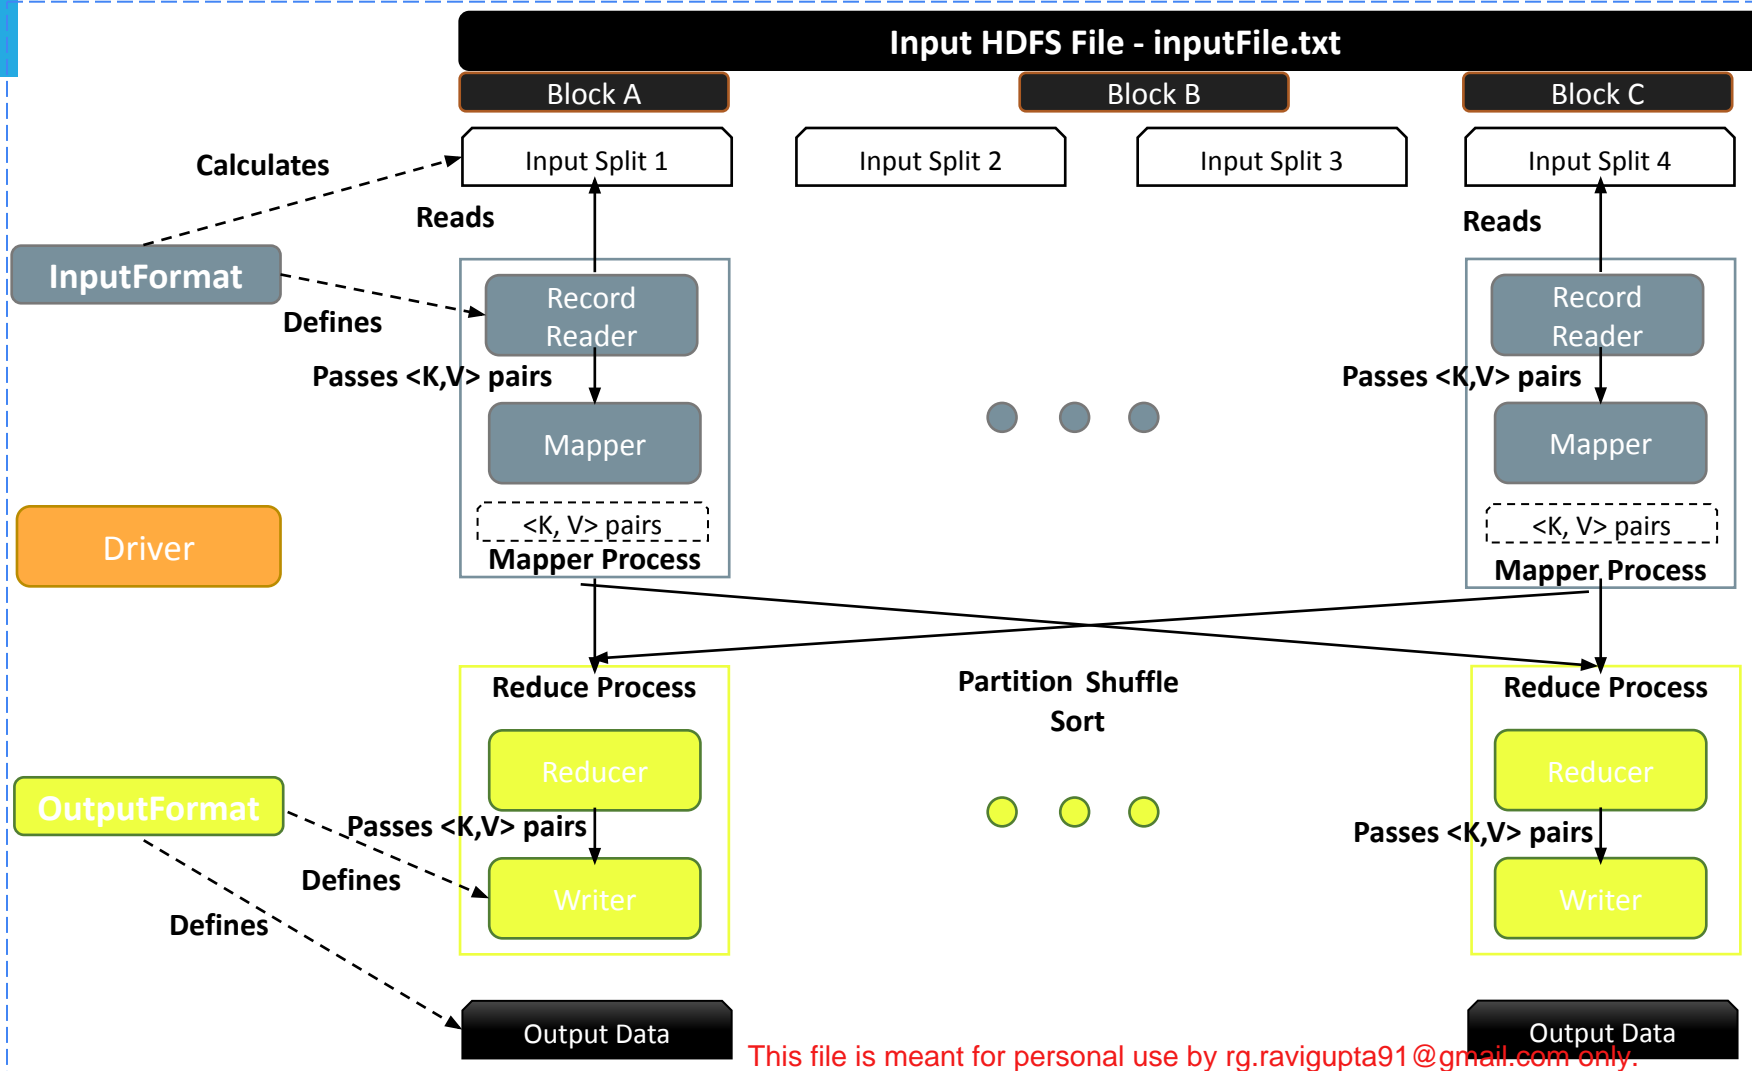 Input HDFS File - inputFile.txt
Block A
Block B
Block C
Input Split 1
Input Split 2
Input Split 3
Input Split 4
Calculates
Reads
Reads
InputFormat
Defines
Record
Reader
Record
Reader
Passes <K,V> pairs
Passes <K,V> pairs
Mapper
Mapper
<K, V> pairs
<K, V> pairs
Mapper Process
Mapper Process
Driver
Partition Shuffle
Sort
Reduce Process
Reduce Process
Reducer
Reducer
OutputFormat
Passes <K,V> pairs
Passes <K,V> pairs
Defines
Writer
Writer
Defines
Output Data
Output Data
This file is meant for personal use by rg.ravigupta91@gmail.com only.